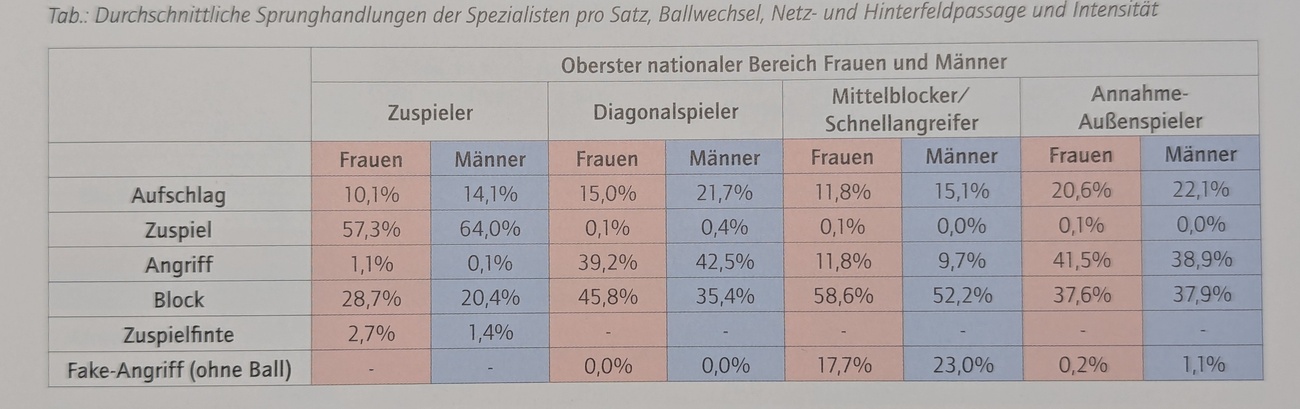 Tab.: Durchschnittliche Sprunghandlungen der Spezialisten pro Satz, Ballwechsel, Netz- und Hinterfeldpassage und Intensität
Oberster nationaler Bereich Frauen und Männer
Zuspieler Diagonalspieler Mittelblocker/ Schnellangreifer Annahme- Außenspieler
Frauen Männer Frauen Männer Frauen Männer Frauen Männer
Aufschlag 10,1% 14,1% 15,0% 21,7% 11,8% 15,1% 20,6% 22,1%
Zuspiel 57,3% 64,0% 0,1% 0,4% 0,1% 0,0% 0,1% 0,0%
Angriff 1,1% 0,1% 39,2% 42,5% 11,8% 9,7% 41,5% 38,9%
Block 28,7% 20,4% 45,8% 35,4% 58,6% 52,2% 37,6% 37,9%
Zuspielfinte 2,7% 1,4% - - - - - -
Fake-Angriff (ohne Ball) - - 0,0% 0,0% 17,7% 23,0% 0,2% 1,1%